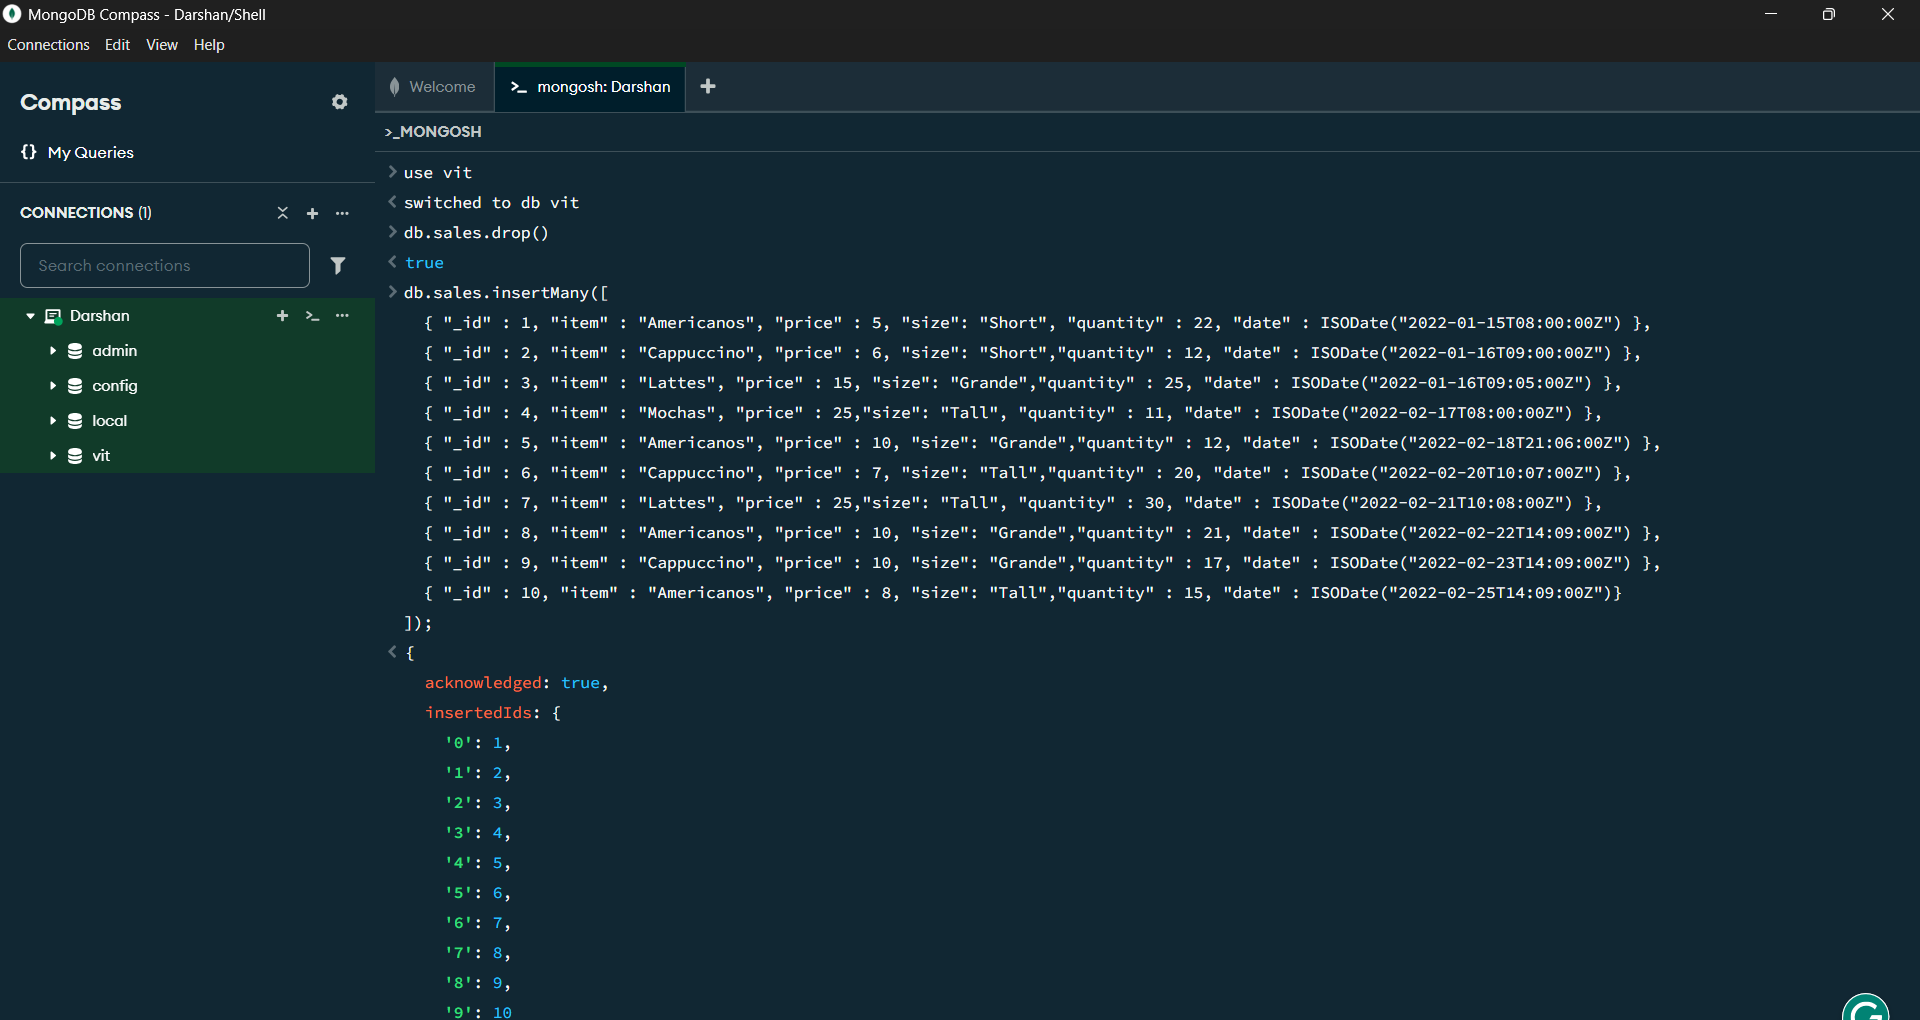 MongoDB Compass - Darshan/Shell
Connections Edit View Help
Compass
{} My Queries
CONNECTIONS (1)
Search connections
Darshan
admin
config
local
vit
Welcome
>_ mongosh: Darshan
>_MONGOSH
> use vit
< switched to db vit
> db.sales.drop()
< true
> db.sales.insertMany([
{ "_id" : 1, "item" : "Americanos", "price" : 5, "size": "Short", "quantity" : 22, "date" : ISODate("2022-01-15T08:00:00Z") },
{ "_id" : 2, "item" : "Cappuccino", "price" : 6, "size": "Short","quantity" : 12, "date" : ISODate("2022-01-16T09:00:00Z") },
{ "_id" : 3, "item" : "Lattes", "price" : 15, "size": "Grande","quantity" : 25, "date" : ISODate("2022-01-16T09:05:00Z") },
{ "_id" : 4, "item" : "Mochas", "price" : 25,"size": "Tall", "quantity" : 11, "date" : ISODate("2022-02-17T08:00:00Z") },
{ "_id" : 5, "item" : "Americanos", "price" : 10, "size": "Grande","quantity" : 12, "date" : ISODate("2022-02-18T21:06:00Z") },
{ "_id" : 6, "item" : "Cappuccino", "price" : 7, "size": "Tall","quantity" : 20, "date" : ISODate("2022-02-20T10:07:00Z") },
{ "_id" : 7, "item" : "Lattes", "price" : 25,"size": "Tall", "quantity" : 30, "date" : ISODate("2022-02-21T10:08:00Z") },
{ "_id" : 8, "item" : "Americanos", "price" : 10, "size": "Grande","quantity" : 21, "date" : ISODate("2022-02-22T14:09:00Z") },
{ "_id" : 9, "item" : "Cappuccino", "price" : 10, "size": "Grande","quantity" : 17, "date" : ISODate("2022-02-23T14:09:00Z") },
{ "_id" : 10, "item" : "Americanos", "price" : 8, "size": "Tall","quantity" : 15, "date" : ISODate("2022-02-25T14:09:00Z")}
]);
< {
acknowledged: true,
insertedIds: {
'0': 1,
'1': 2,
'2': 3,
'3': 4,
'4': 5,
'5': 6,
'6': 7,
'7': 8,
'8': 9,
'9': 10